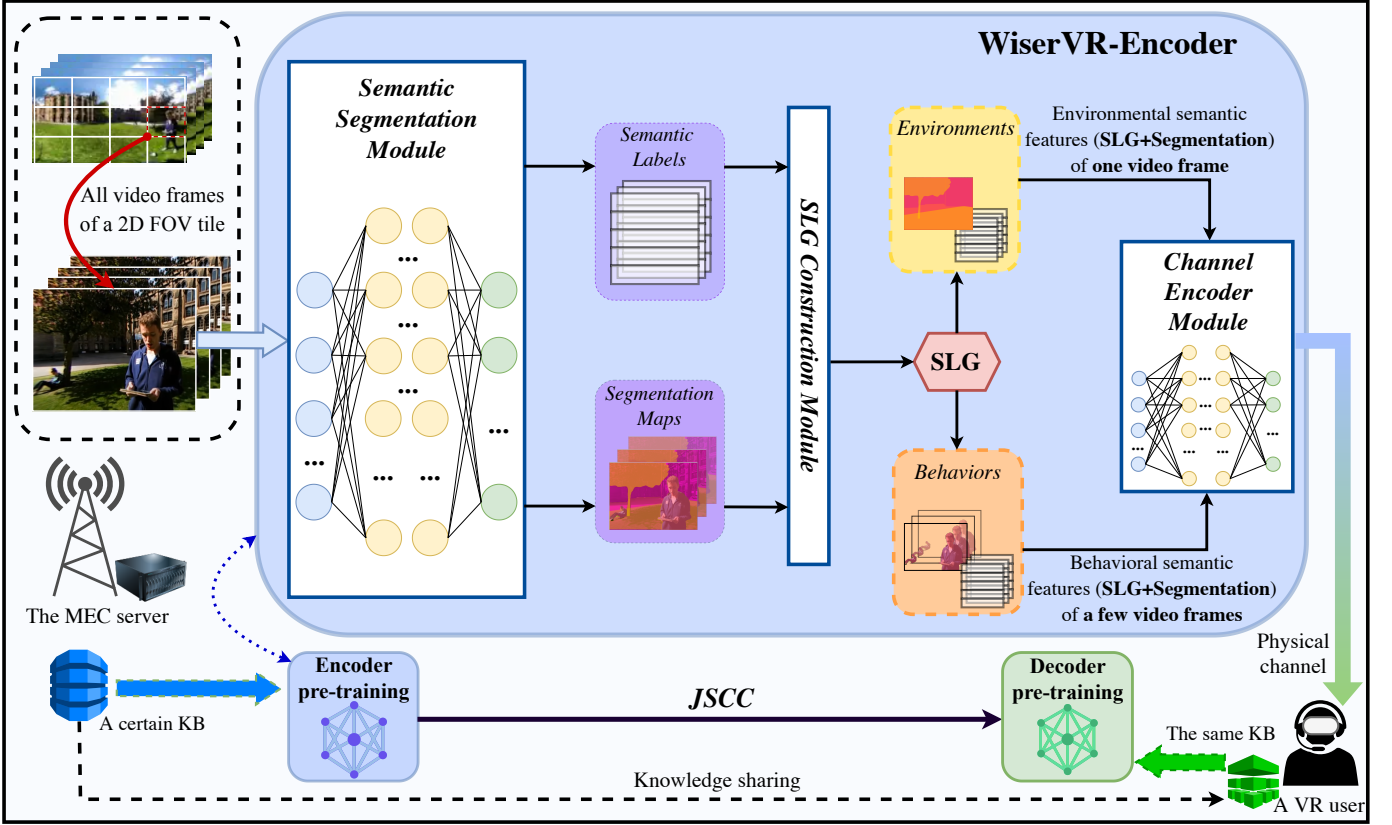 WiserVR-Encoder
All video frames
of a 2D FOV tile
Semantic
Segmentation
Module
...
...
...
...
...
...
...
Semantic
Labels
Segmentation
Maps
SLG Construction Module
SLG
Environments
Behaviors
Environmental semantic
features (SLG+Segmentation)
of one video frame
Channel
Encoder
Module
...
...
...
...
...
Behavioral semantic
features (SLG+Segmentation)
of a few video frames
The MEC server
A certain KB
Encoder
pre-training
JSCC
Decoder
pre-training
Physical
channel
The same KB
Knowledge sharing
A VR user